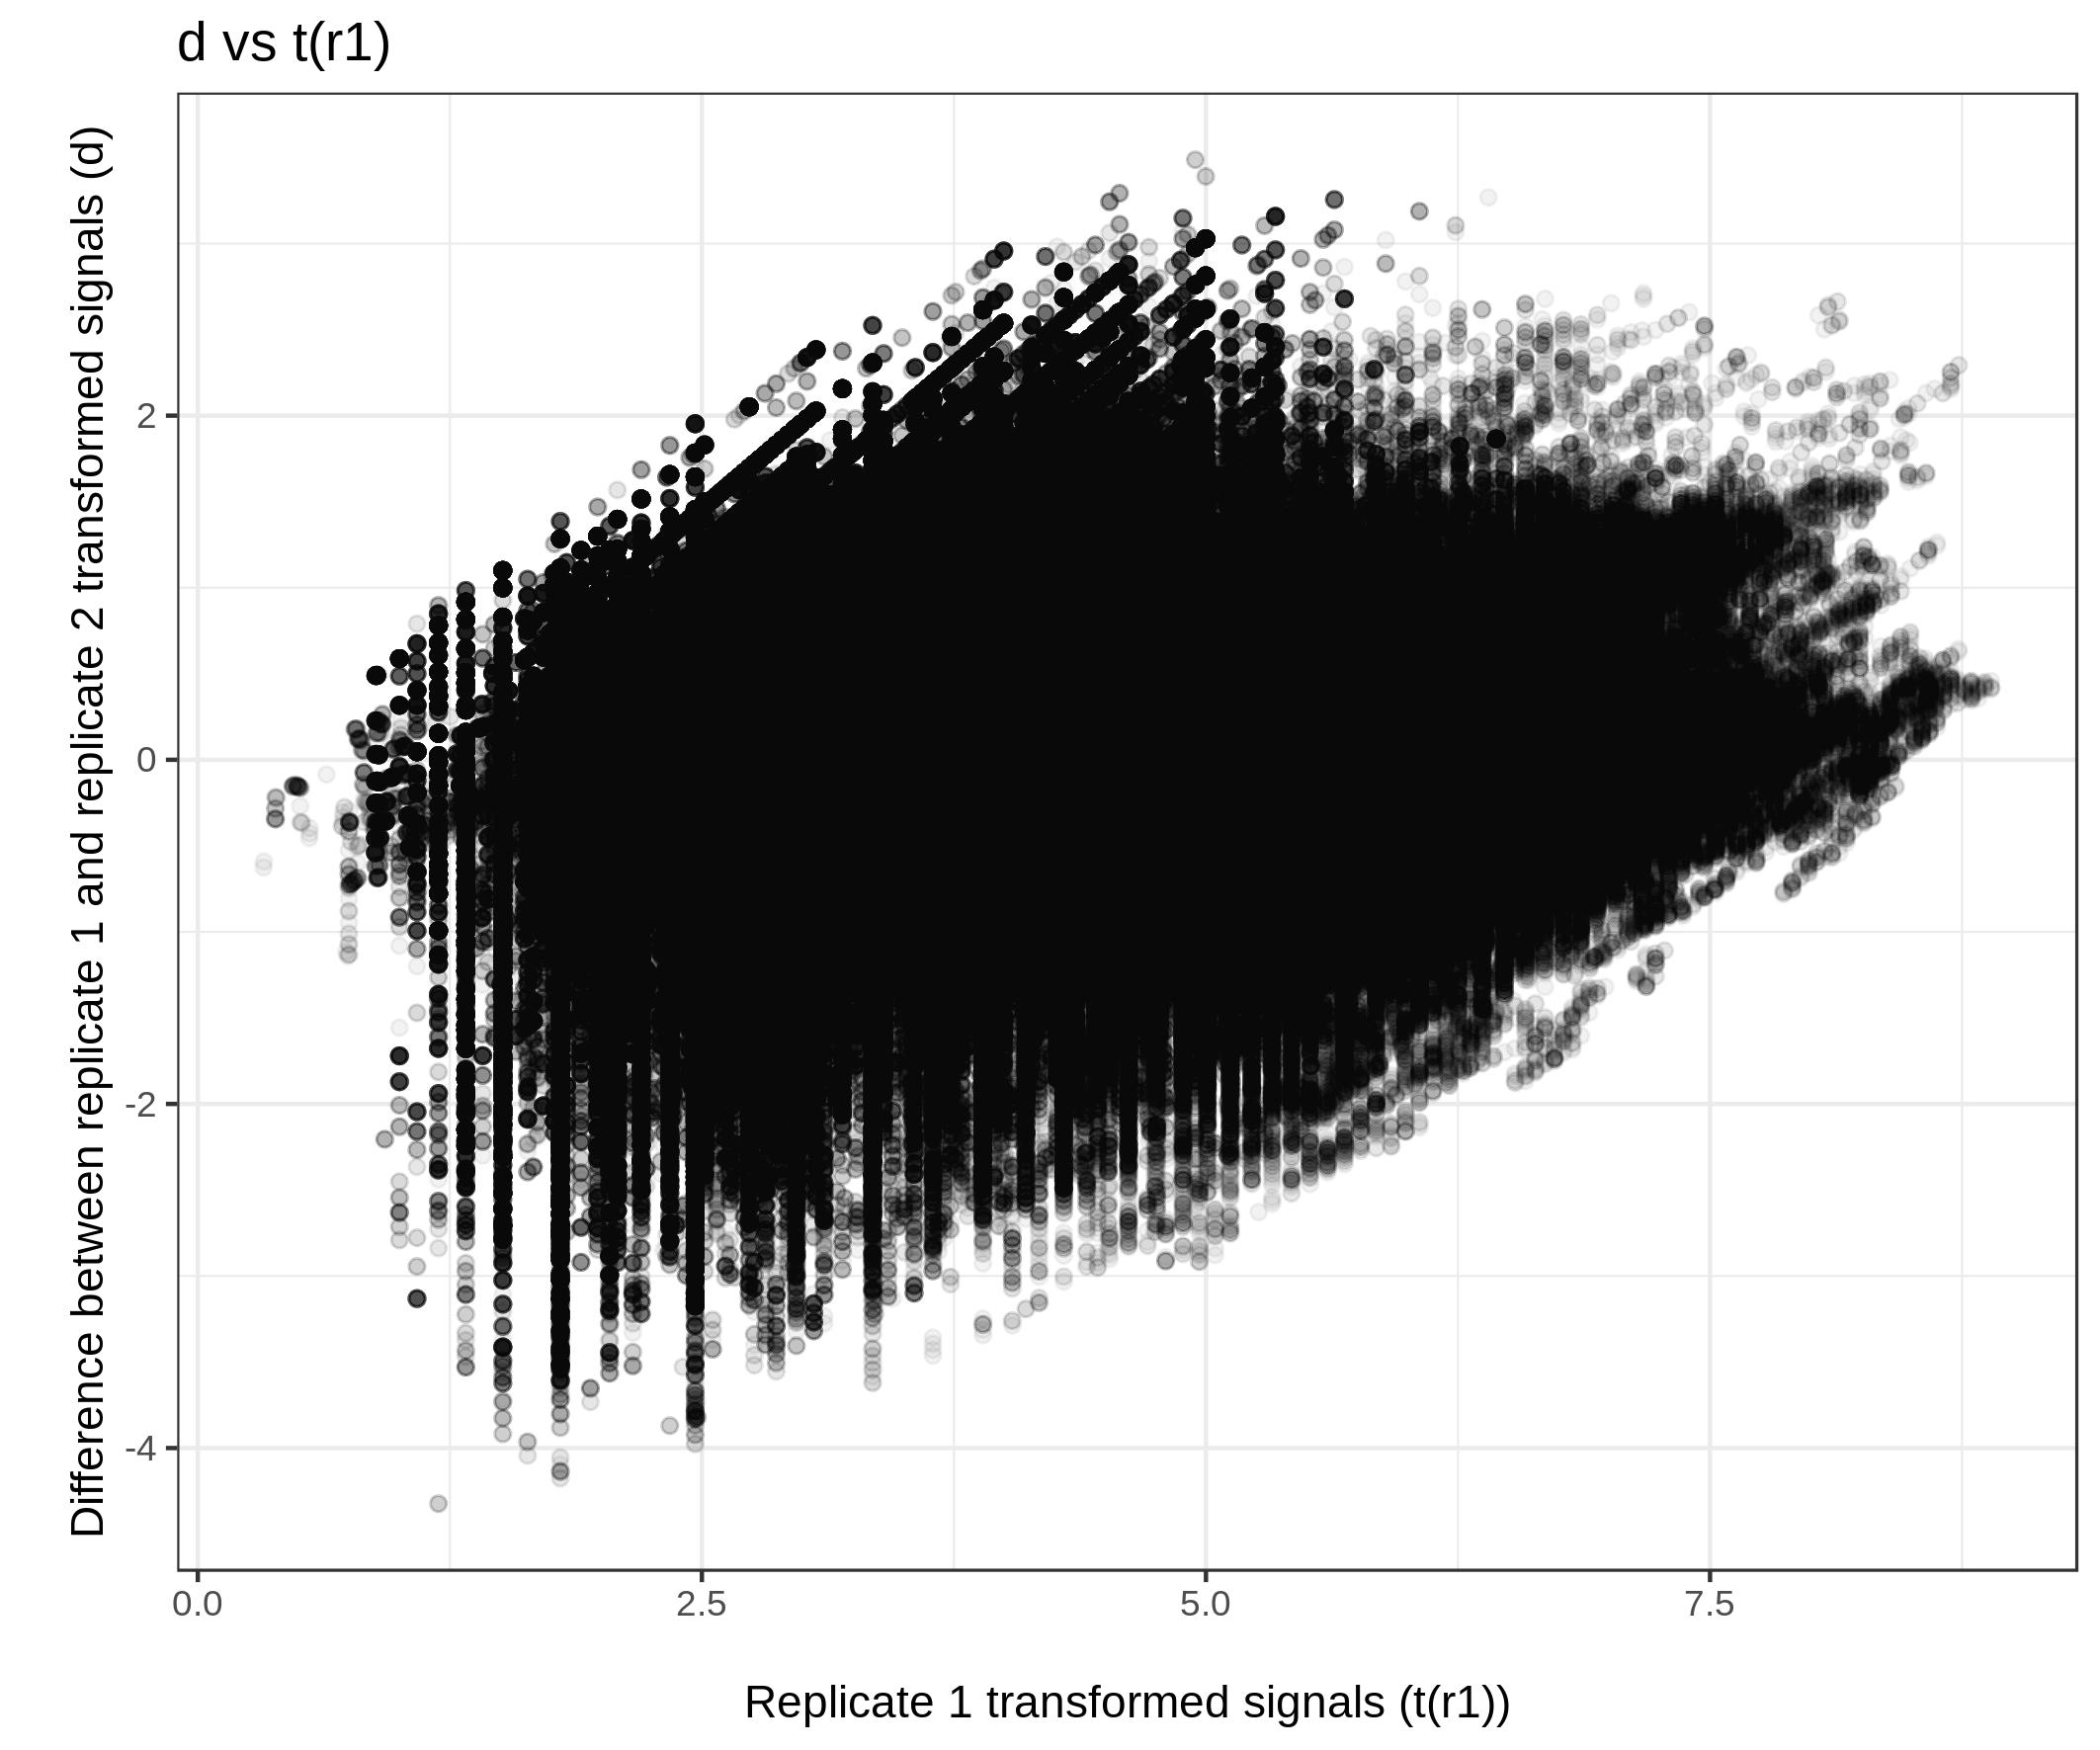 d vs t(r1)
Difference between replicate 1 and replicate 2 transformed signals (d)
2
0
-2
-4
0.0
2.5
5.0
7.5
Replicate 1 transformed signals (t(r1))